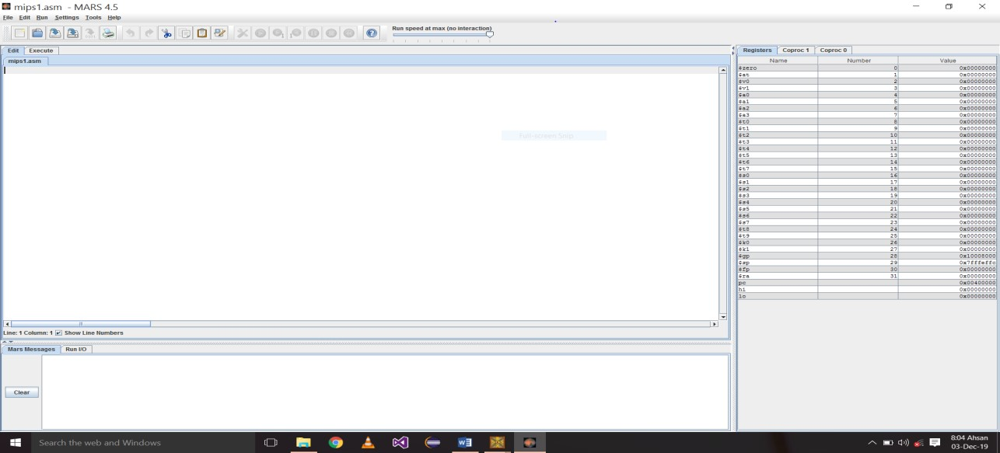 mips1.asm - MARS 4.5
File Edit Run Settings Tools Help
Run speed at max (no interaction)
Edit Execute
mips1.asm
Full-screen Snip
Line: 1 Column: 1 Show Line Numbers
Mars Messages Run I/O
Clear
Registers Coproc 1 Coproc 0
Name Number Value
$zero 0 0x00000000
$at 1 0x00000000
$v0 2 0x00000000
$v1 3 0x00000000
$a0 4 0x00000000
$a1 5 0x00000000
$a2 6 0x00000000
$a3 7 0x00000000
$t0 8 0x00000000
$t1 9 0x00000000
$t2 10 0x00000000
$t3 11 0x00000000
$t4 12 0x00000000
$t5 13 0x00000000
$t6 14 0x00000000
$t7 15 0x00000000
$s0 16 0x00000000
$s1 17 0x00000000
$s2 18 0x00000000
$s3 19 0x00000000
$s4 20 0x00000000
$s5 21 0x00000000
$s6 22 0x00000000
$s7 23 0x00000000
$t8 24 0x00000000
$t9 25 0x00000000
$k0 26 0x00000000
$k1 27 0x00000000
$gp 28 0x10008000
$sp 29 0x7fffeffc
$fp 30 0x00000000
$ra 31 0x00000000
pc 0x00400000
hi 0x00000000
lo 0x00000000
Search the web and Windows
8:04 Ahsan
03-Dec-19